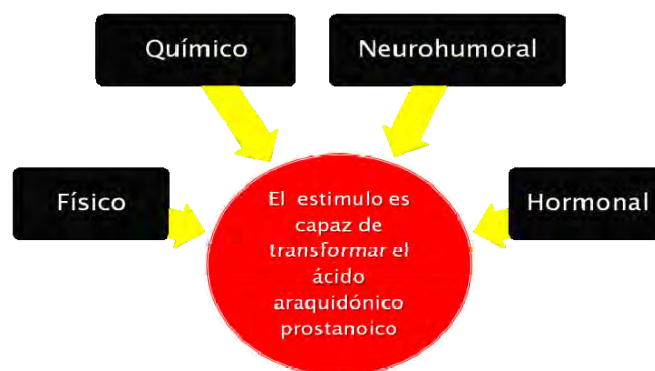 Químico
Neurohumoral
Físico
Hormonal
El estimulo es
capaz de
transformar el
ácido
araquidónico
prostanoico